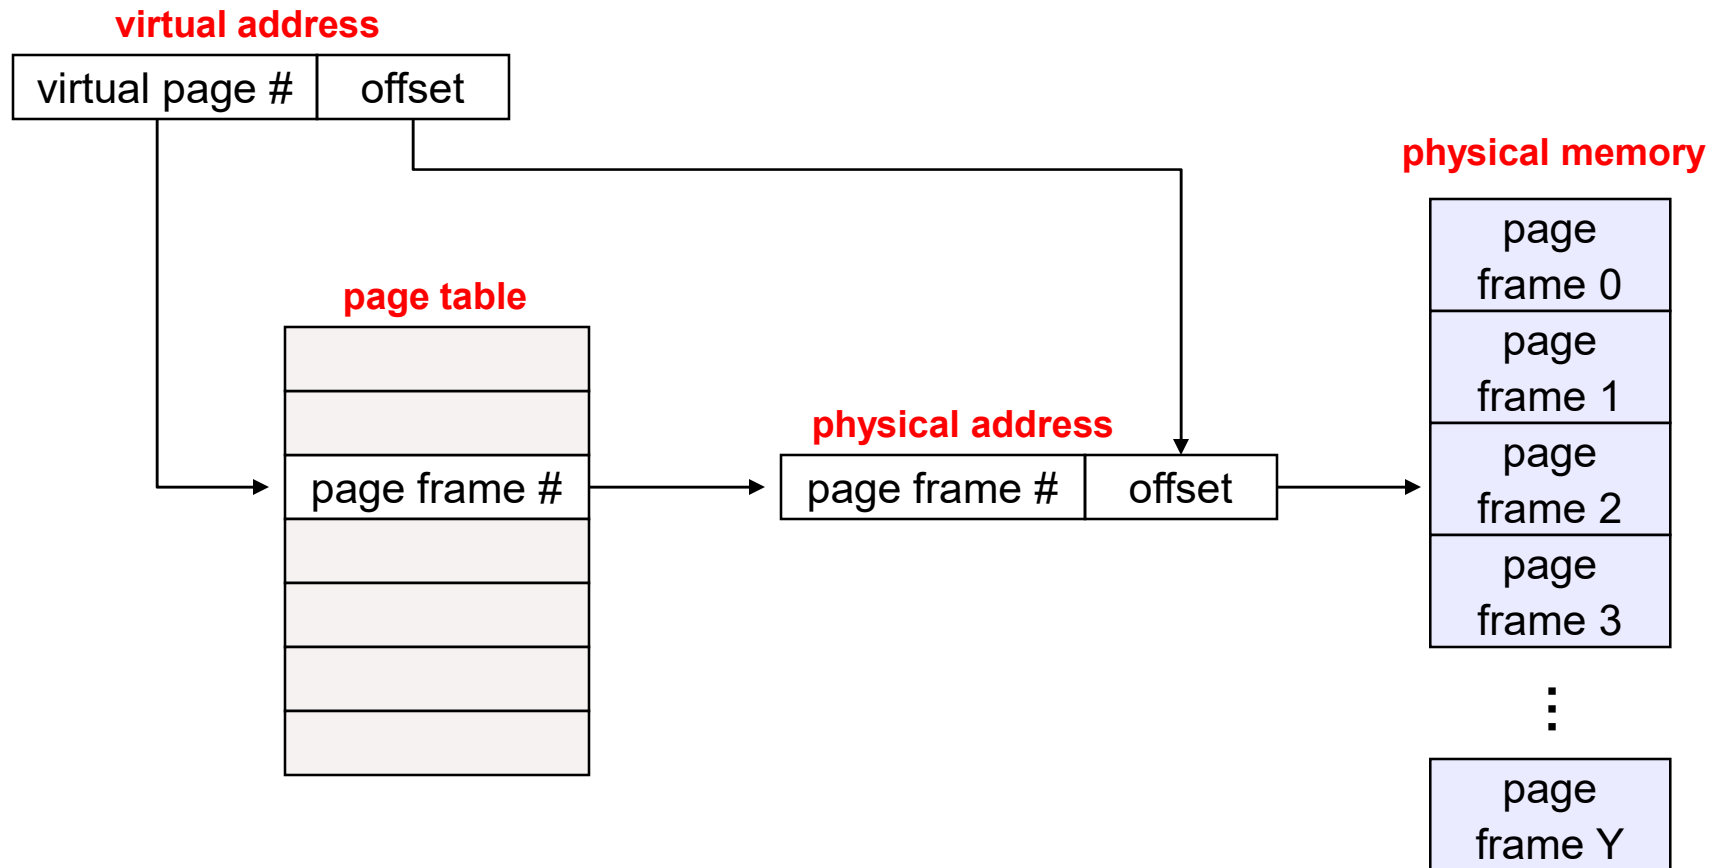 virtual address
virtual page #
offset
physical memory
page
frame 0
page table
page
frame 1
physical address
page frame #
page frame #
offset
page
frame 2
page
frame 3
⋮
page
frame Y